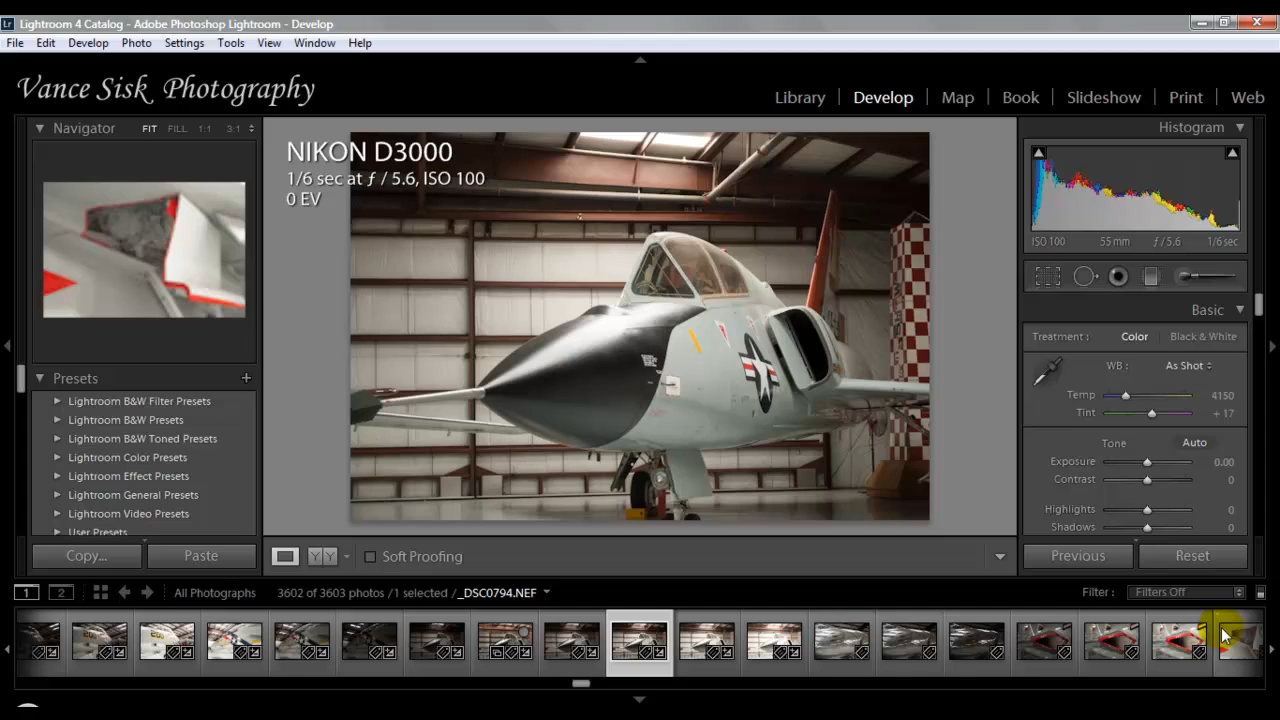 Lightroom 4 Catalog - Adobe Photoshop Lightroom - Develop
File Edit Develop Photo Settings Tools View Window Help
Vance Sisk Photography
Library Develop Map Book Slideshow Print Web
Navigator FIT FILL 1:1 3:1
Histogram
NIKON D3000
1/6 sec at ƒ / 5.6, ISO 100
0 EV
ISO 100 55 mm ƒ / 5.6 1/6 sec
Basic
Treatment : Color Black & White
WB : As Shot
Temp 4150
Tint + 17
Tone Auto
Exposure 0.00
Contrast 0
Highlights 0
Shadows 0
Presets +
Lightroom B&W Filter Presets
Lightroom B&W Presets
Lightroom B&W Toned Presets
Lightroom Color Presets
Lightroom Effect Presets
Lightroom General Presets
Lightroom Video Presets
User Presets
Copy... Paste
Y Y Soft Proofing
Previous Reset
1 2 All Photographs 3602 of 3603 photos / 1 selected / _DSC0794.NEF
Filter : Filters Off